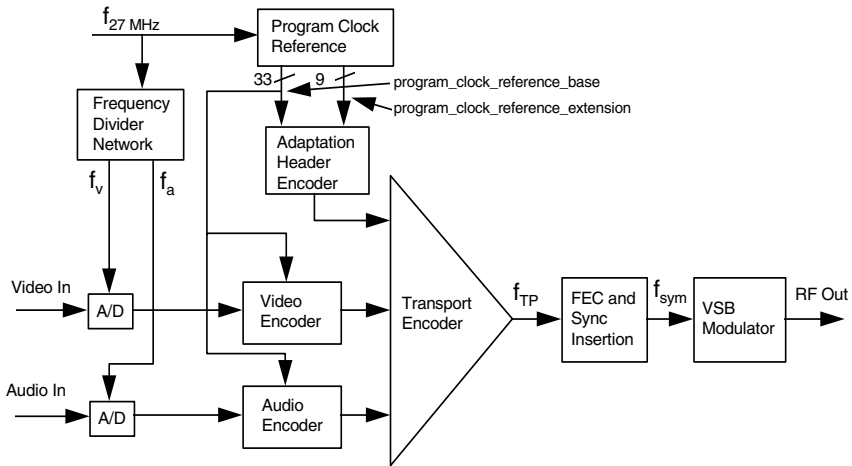 f27 MHz
Program Clock
Reference
33
9
program_clock_reference_base
program_clock_reference_extension
Frequency
Divider
Network
Adaptation
Header
Encoder
fv
fa
Video In
A/D
Video
Encoder
Transport
Encoder
fTP
FEC and
Sync
Insertion
fsym
VSB
Modulator
RF Out
Audio In
A/D
Audio
Encoder